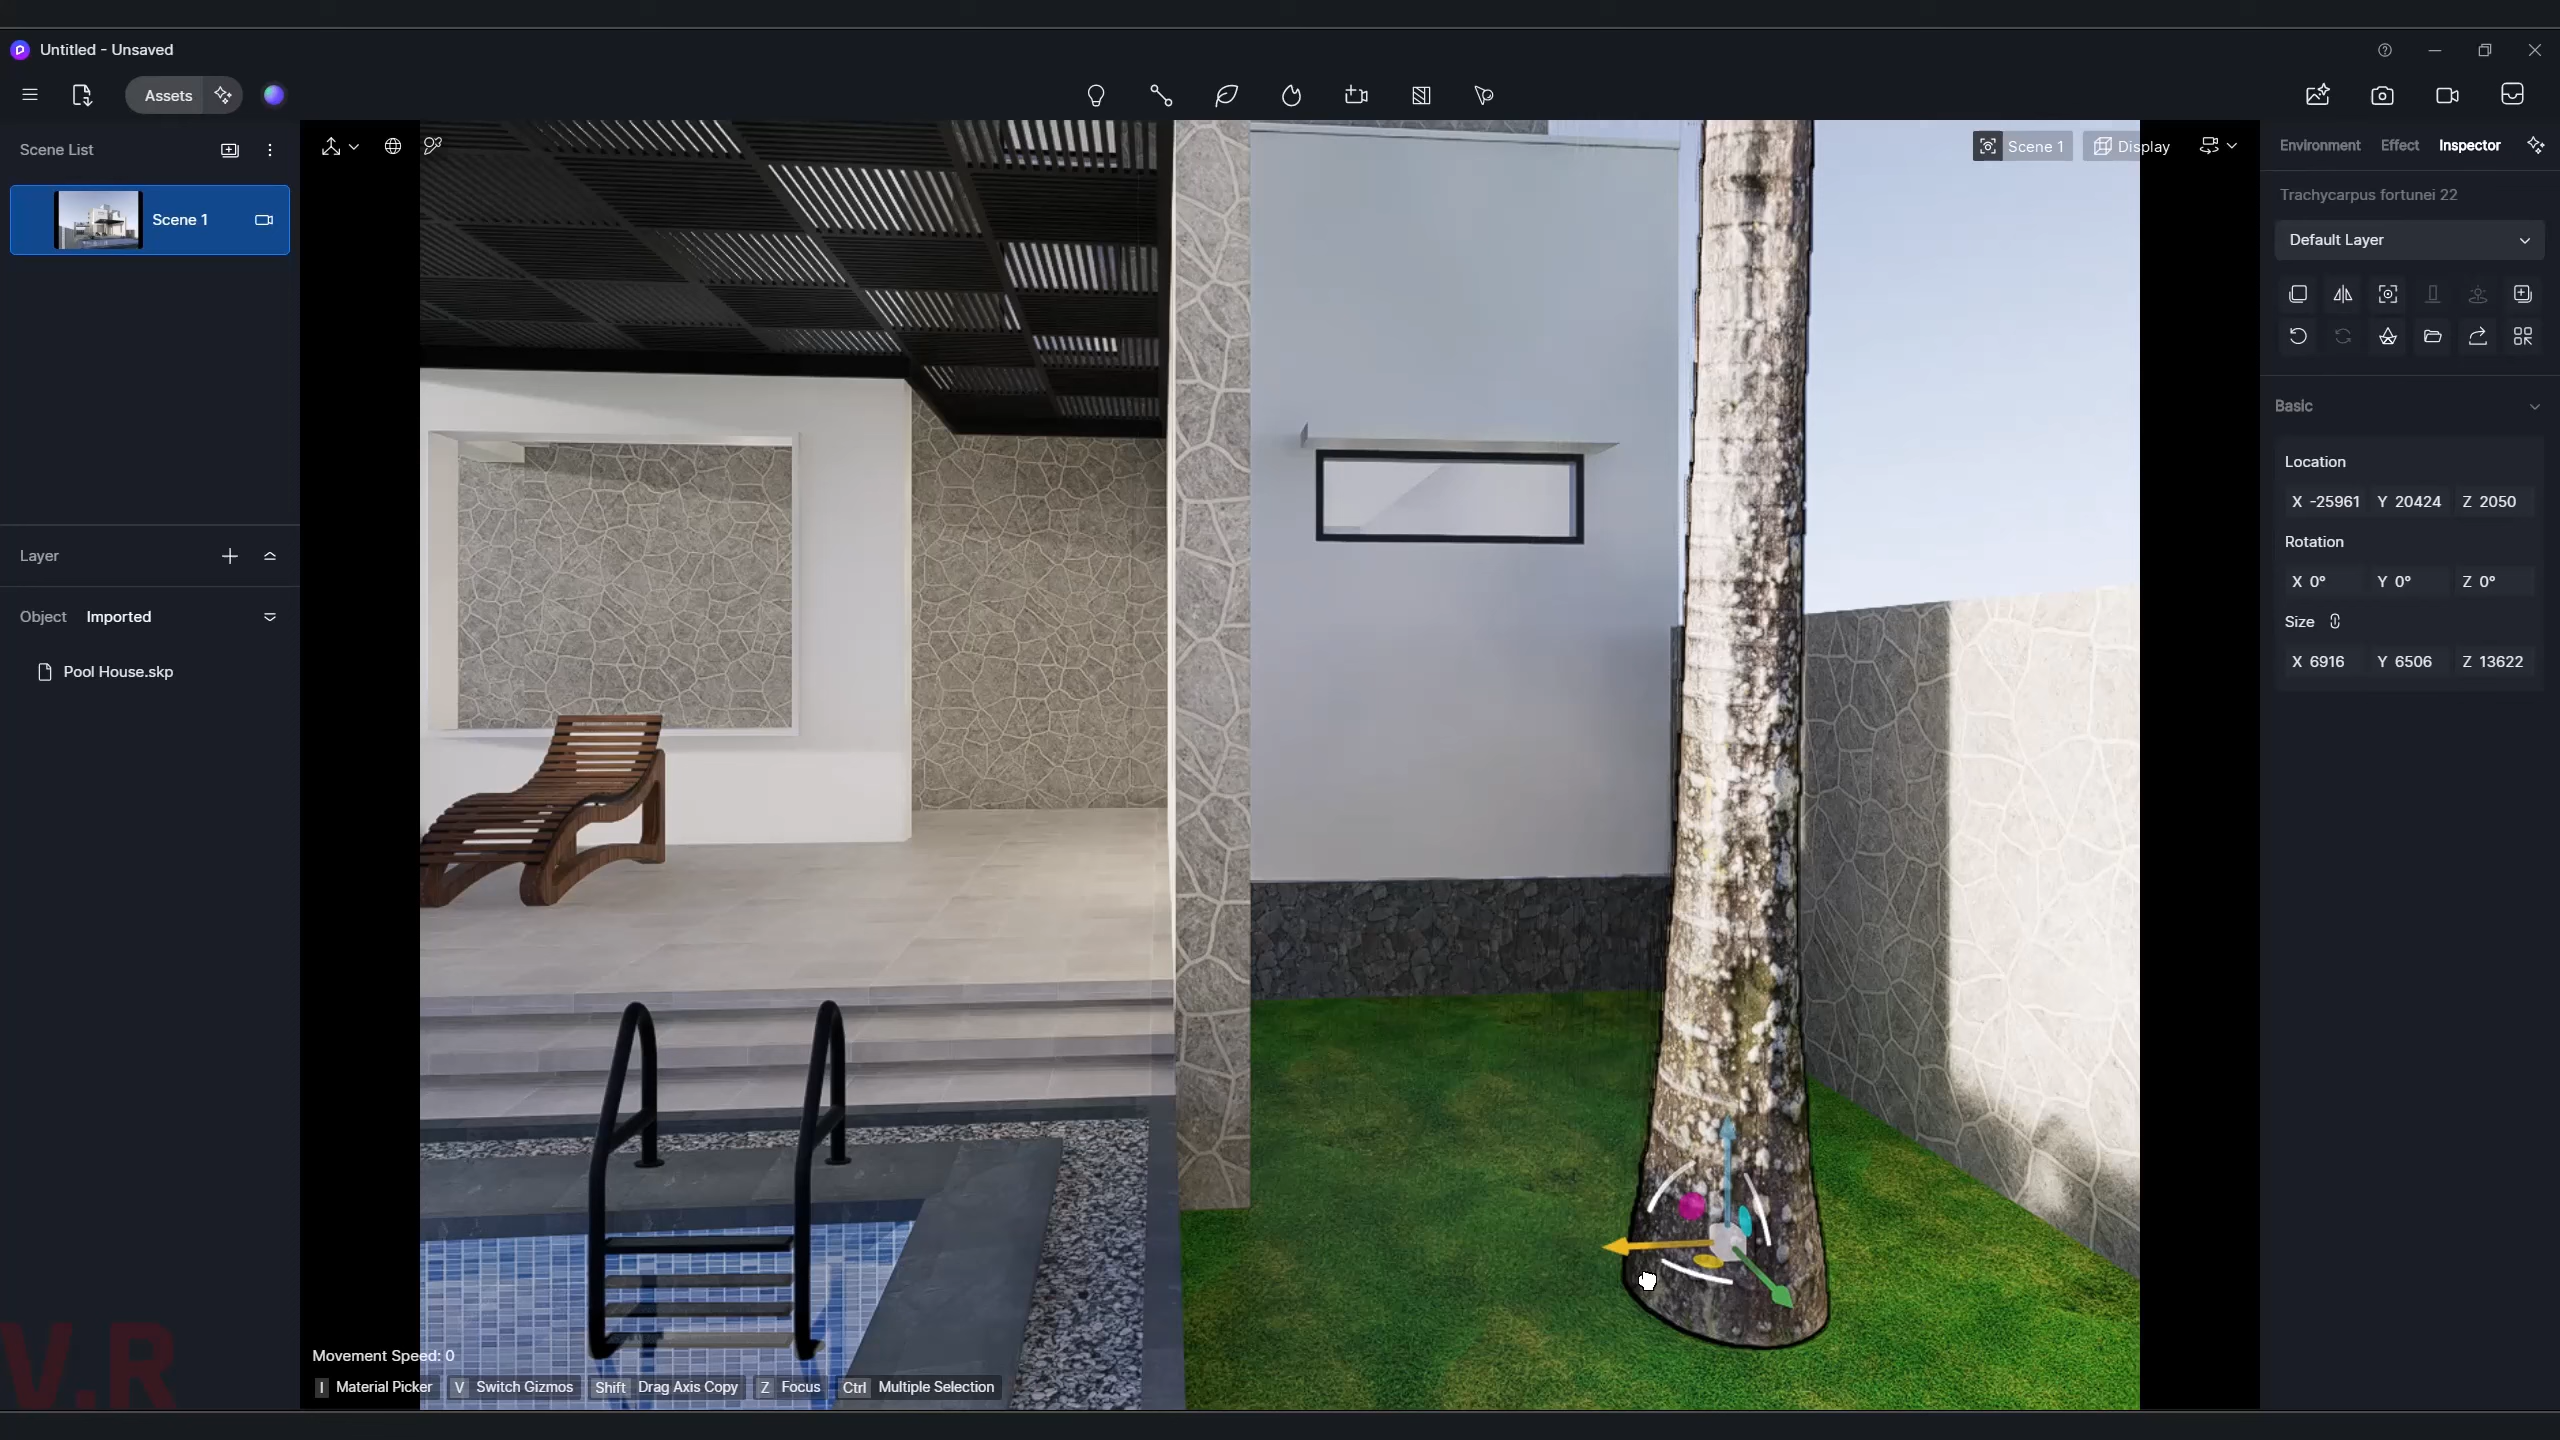 Untitled - Unsaved
Assets
Scene List
Scene 1
Layer
Object Imported
Pool House.skp
Scene 1
Display
Movement Speed: 0
I Material Picker V Switch Gizmos Shift Drag Axis Copy Z Focus Ctrl Multiple Selection
V.R
Environment Effect Inspector
Trachycarpus fortunei 22
Default Layer
Basic
Location
X -25961 Y 20424 Z 2050
Rotation
X 0° Y 0° Z 0°
Size
X 6916 Y 6506 Z 13622